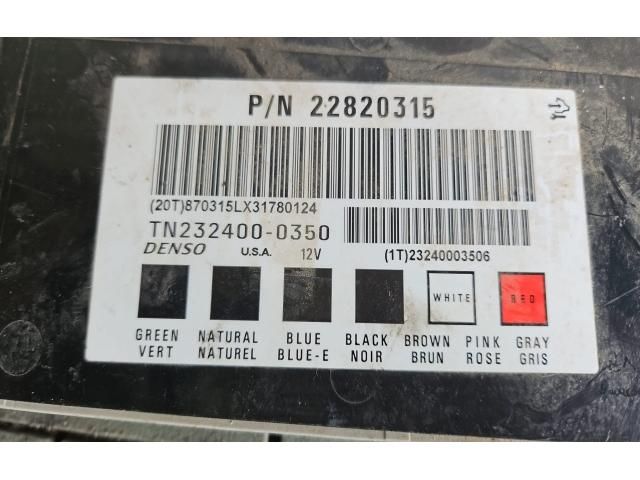 P/N 22820315
(20T)870315LX31780124
TN232400-0350
(1T)23240003506
DENSO U.S.A. 12V
WHITE RED
GREEN NATURAL BLUE BLACK BROWN PINK GRAY
VERT NATUREL BLUE-E NOIR BRUN ROSE GRIS